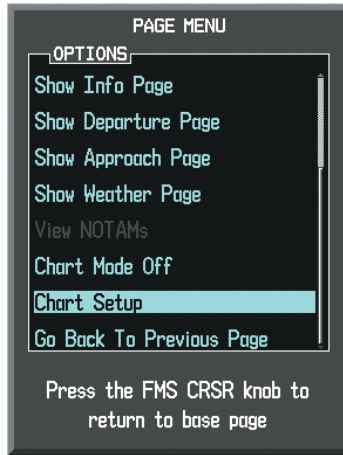 PAGE MENU
OPTIONS
Show Info Page
Show Departure Page
Show Approach Page
Show Weather Page
View NOTAMs
Chart Mode Off
Chart Setup
Go Back To Previous Page
Press the FMS CRSR knob to
return to base page